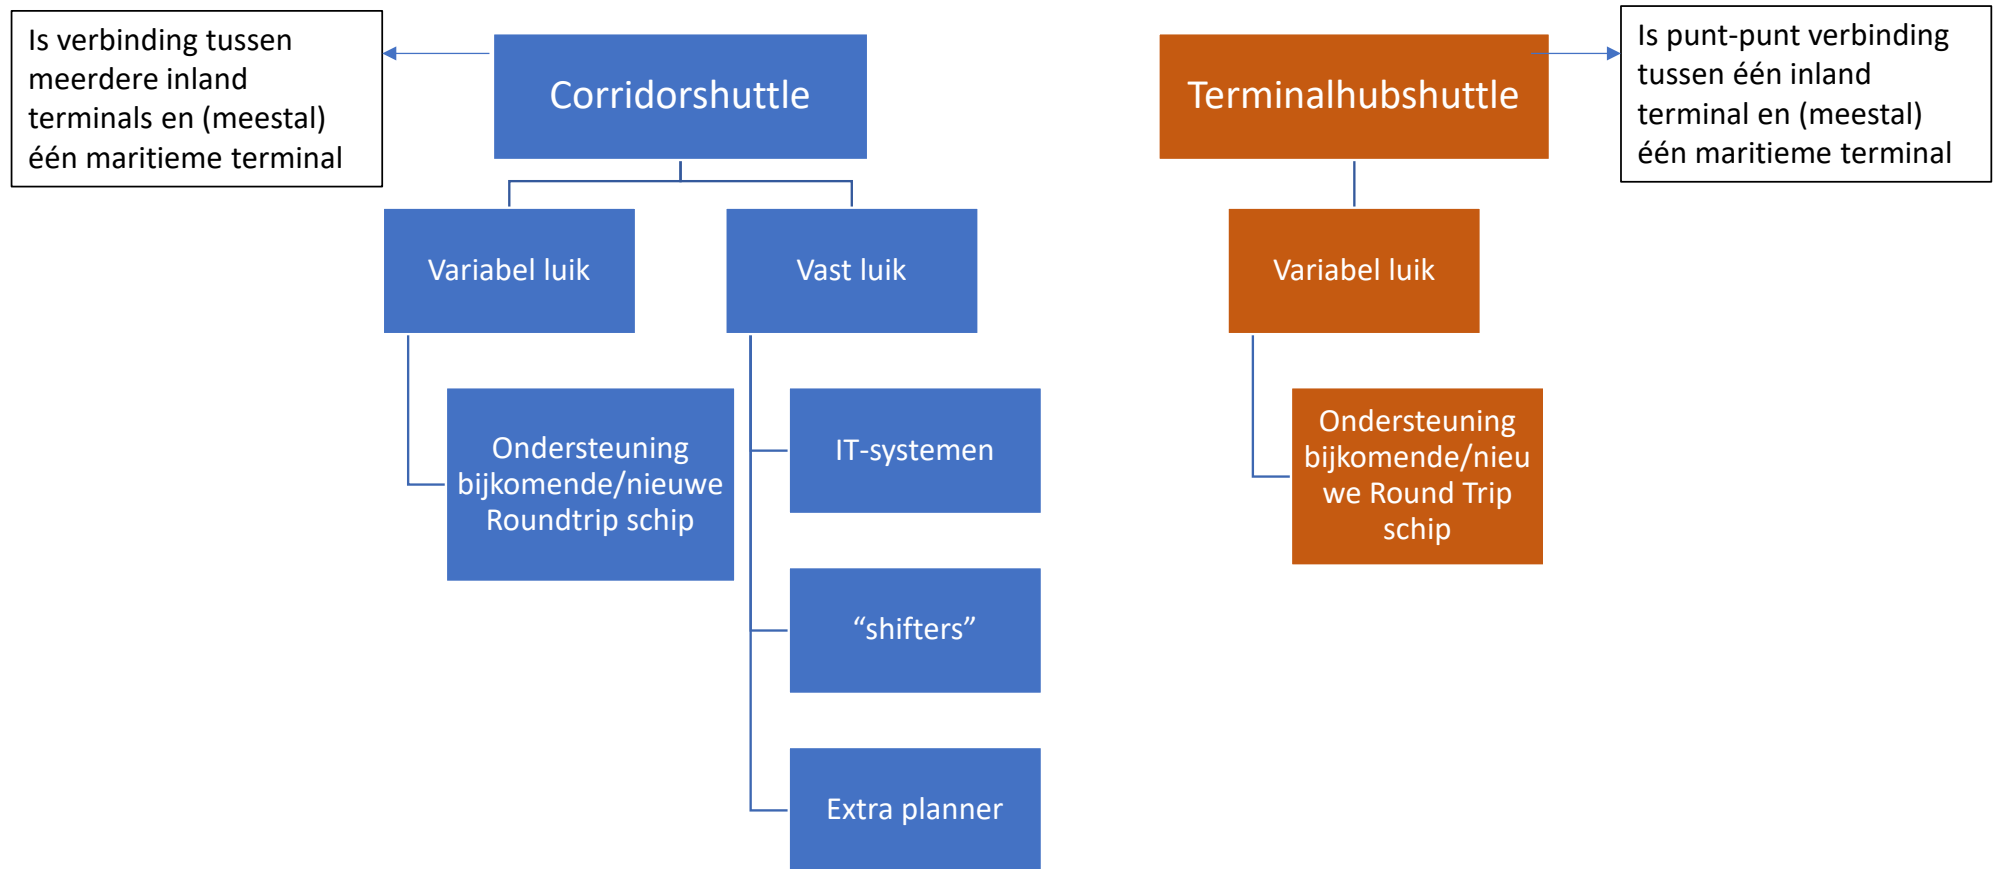 Is verbinding tussen
meerdere inland
terminals en (meestal)
één maritieme terminal
Corridorshuttle
Terminalhubshuttle
Is punt-punt verbinding
tussen één inland
terminal en (meestal)
één maritieme terminal
Variabel luik
Vast luik
Variabel luik
Ondersteuning
bijkomende/nieuwe
Roundtrip schip
IT-systemen
“shifters”
Extra planner
Ondersteuning
bijkomende/nieu
we Round Trip
schip